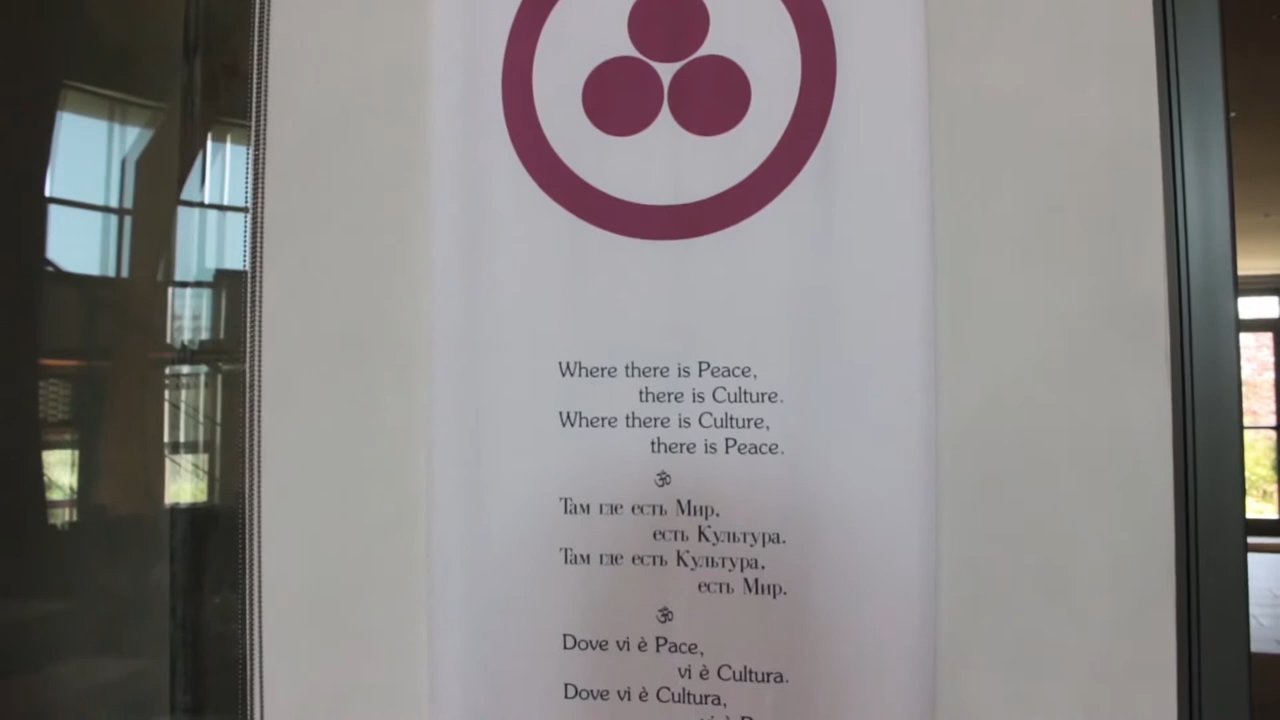 Where there is Peace,
there is Culture.
Where there is Culture,
there is Peace.
ॐ
Там где есть Мир,
есть Культура.
Там где есть Культура,
есть Мир.
ॐ
Dove vi è Pace,
vi è Cultura.
Dove vi è Cultura,